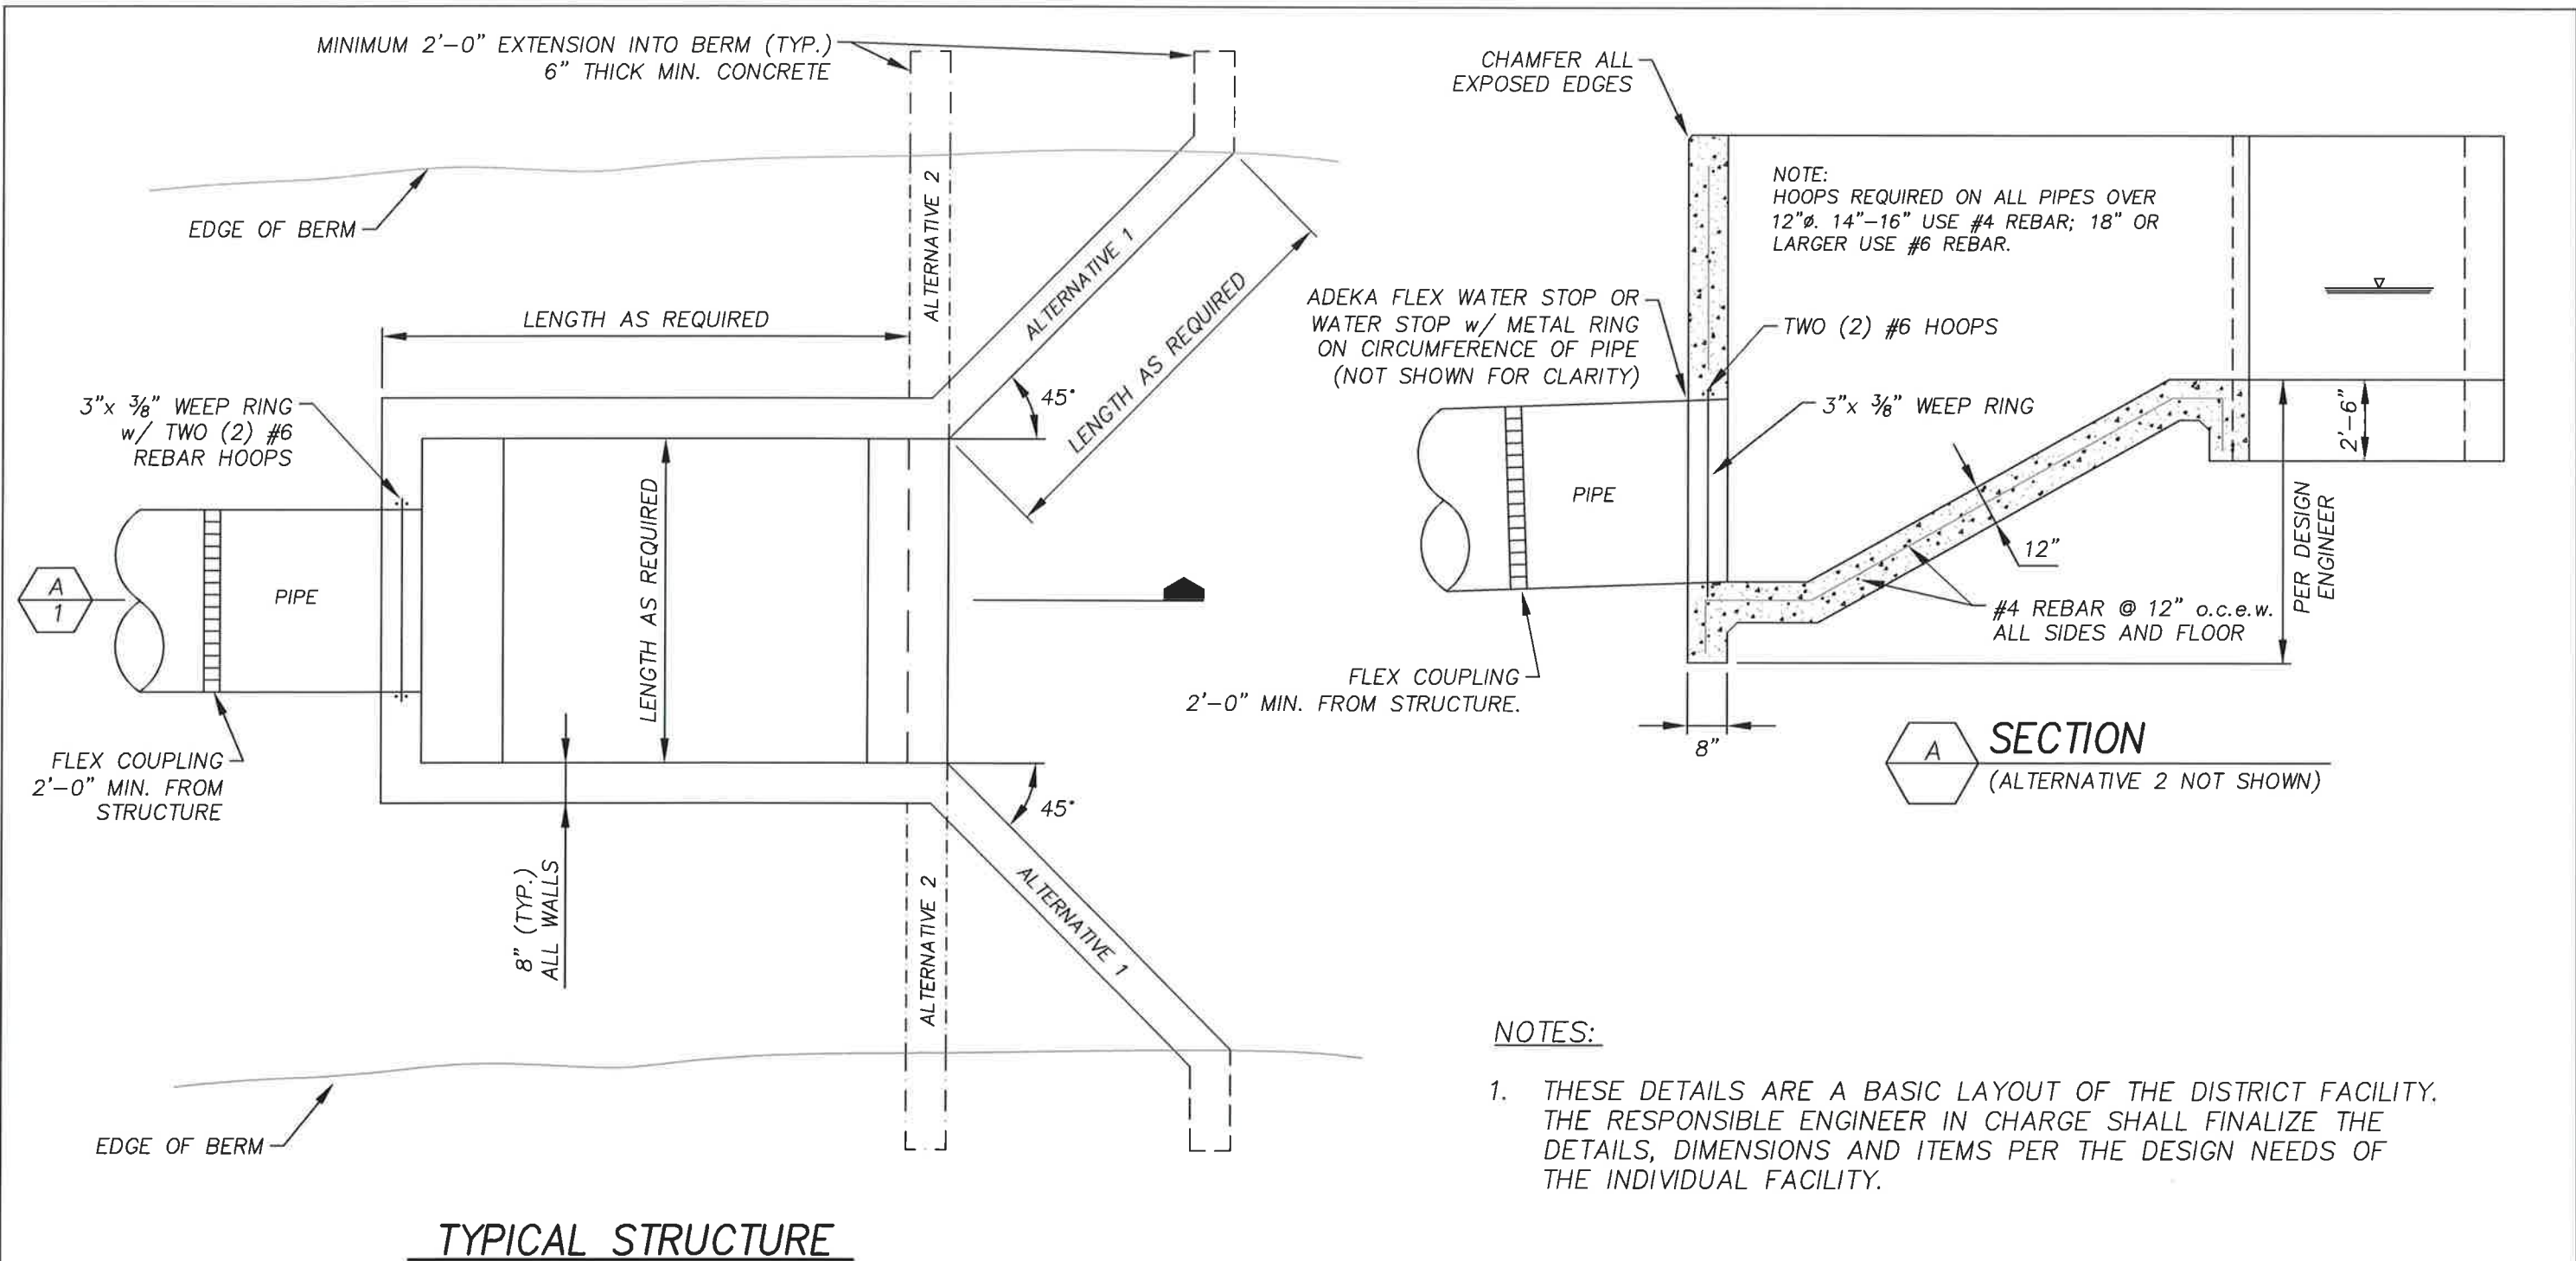 MINIMUM 2'-0" EXTENSION INTO BERM (TYP.)
6" THICK MIN. CONCRETE
EDGE OF BERM
LENGTH AS REQUIRED
ALTERNATIVE 2
ALTERNATIVE 1
LENGTH AS REQUIRED
45°
3"x 3/8" WEEP RING
w/ TWO (2) #6
REBAR HOOPS
LENGTH AS REQUIRED
A
1
PIPE
FLEX COUPLING
2'-0" MIN. FROM
STRUCTURE
8" (TYP.)
ALL WALLS
45°
ALTERNATIVE 2
ALTERNATIVE 1
EDGE OF BERM
TYPICAL STRUCTURE
CHAMFER ALL
EXPOSED EDGES
NOTE:
HOOPS REQUIRED ON ALL PIPES OVER
12"ø. 14"-16" USE #4 REBAR; 18" OR
LARGER USE #6 REBAR.
ADEKA FLEX WATER STOP OR
WATER STOP w/ METAL RING
ON CIRCUMFERENCE OF PIPE
(NOT SHOWN FOR CLARITY)
TWO (2) #6 HOOPS
3"x 3/8" WEEP RING
PIPE
2'-6"
12"
PER DESIGN
ENGINEER
#4 REBAR @ 12" o.c.e.w.
ALL SIDES AND FLOOR
FLEX COUPLING
2'-0" MIN. FROM STRUCTURE.
8"
A
SECTION
(ALTERNATIVE 2 NOT SHOWN)
NOTES:
1. THESE DETAILS ARE A BASIC LAYOUT OF THE DISTRICT FACILITY.
THE RESPONSIBLE ENGINEER IN CHARGE SHALL FINALIZE THE
DETAILS, DIMENSIONS AND ITEMS PER THE DESIGN NEEDS OF
THE INDIVIDUAL FACILITY.